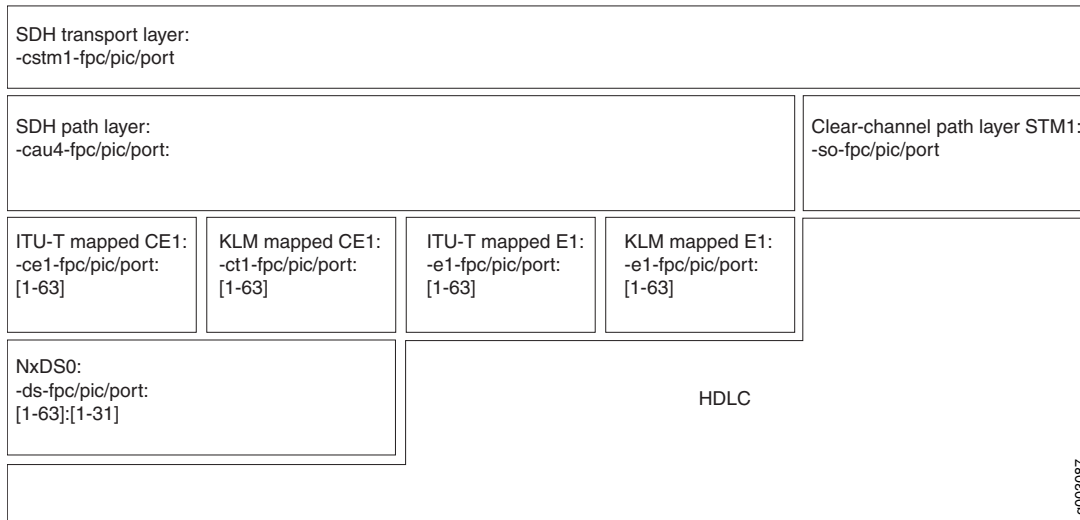 SDH transport layer:
-cstm1-fpc/pic/port
SDH path layer:
-cau4-fpc/pic/port:
Clear-channel path layer STM1:
-so-fpc/pic/port
ITU-T mapped CE1:
-ce1-fpc/pic/port:
[1-63]
KLM mapped CE1:
-ct1-fpc/pic/port:
[1-63]
ITU-T mapped E1:
-e1-fpc/pic/port:
[1-63]
KLM mapped E1:
-e1-fpc/pic/port:
[1-63]
NxDS0:
-ds-fpc/pic/port:
[1-63]:[1-31]
HDLC
g003087